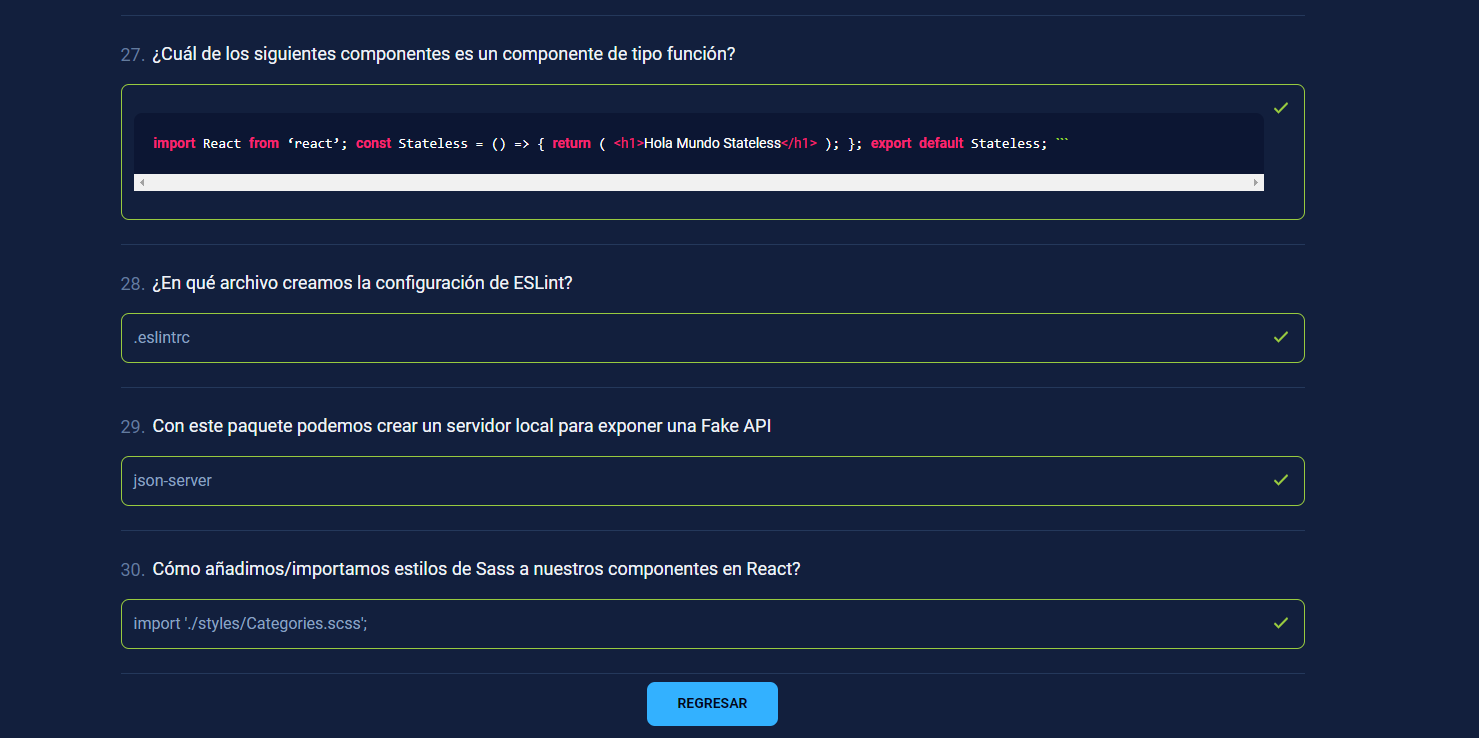 27. ¿Cuál de los siguientes componentes es un componente de tipo función?
import React from ‘react’; const Stateless = () => { return ( <h1>Hola Mundo Stateless</h1> ); }; export default Stateless; ```
28. ¿En qué archivo creamos la configuración de ESLint?
.eslintrc
29. Con este paquete podemos crear un servidor local para exponer una Fake API
json-server
30. Cómo añadimos/importamos estilos de Sass a nuestros componentes en React?
import './styles/Categories.scss';
REGRESAR